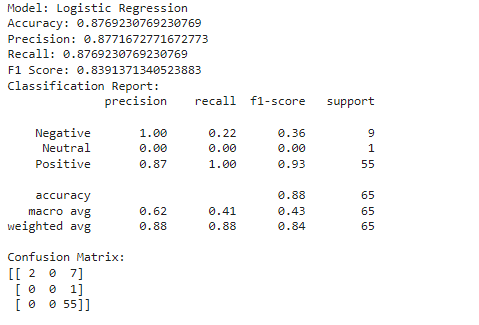 Model: Logistic Regression
Accuracy: 0.8769230769230769
Precision: 0.8771672771672773
Recall: 0.8769230769230769
F1 Score: 0.8391371340523883
Classification Report:
precision recall f1-score support
Negative 1.00 0.22 0.36 9
Neutral 0.00 0.00 0.00 1
Positive 0.87 1.00 0.93 55
accuracy 0.88 65
macro avg 0.62 0.41 0.43 65
weighted avg 0.88 0.88 0.84 65
Confusion Matrix:
[[ 2 0 7]
[ 0 0 1]
[ 0 0 55]]